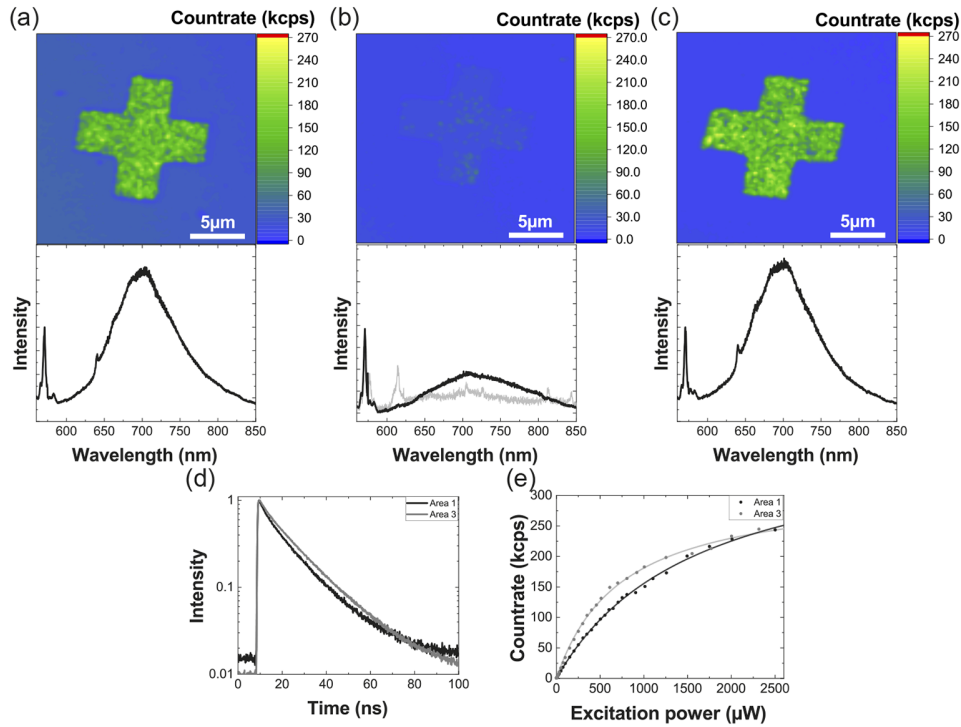 (a)
Countrate (kcps)
270
240
210
180
150
120
90
60
30
0
5µm
Intensity
600 650 700 750 800 850
Wavelength (nm)
(b)
Countrate (kcps)
270.0
240.0
210.0
180.0
150.0
120.0
90.0
60.0
30.0
0.0
5µm
Intensity
600 650 700 750 800 850
Wavelength (nm)
(c)
Countrate (kcps)
270
240
210
180
150
120
90
60
30
0
5µm
Intensity
600 650 700 750 800 850
Wavelength (nm)
(d)
Area 1
Area 3
1
0.1
0.01
Intensity
0 20 40 60 80 100
Time (ns)
(e)
Area 1
Area 3
300
250
200
150
100
50
0
Countrate (kcps)
0 500 1000 1500 2000 2500
Excitation power (µW)